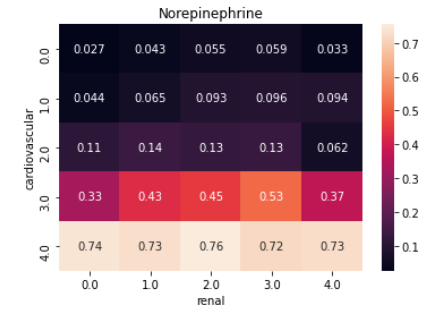 Norepinephrine
cardiovascular
0.0 0.027 0.043 0.055 0.059 0.033
1.0 0.044 0.065 0.093 0.096 0.094
2.0 0.11 0.14 0.13 0.13 0.062
3.0 0.33 0.43 0.45 0.53 0.37
4.0 0.74 0.73 0.76 0.72 0.73
0.0 1.0 2.0 3.0 4.0
renal
0.7
0.6
0.5
0.4
0.3
0.2
0.1